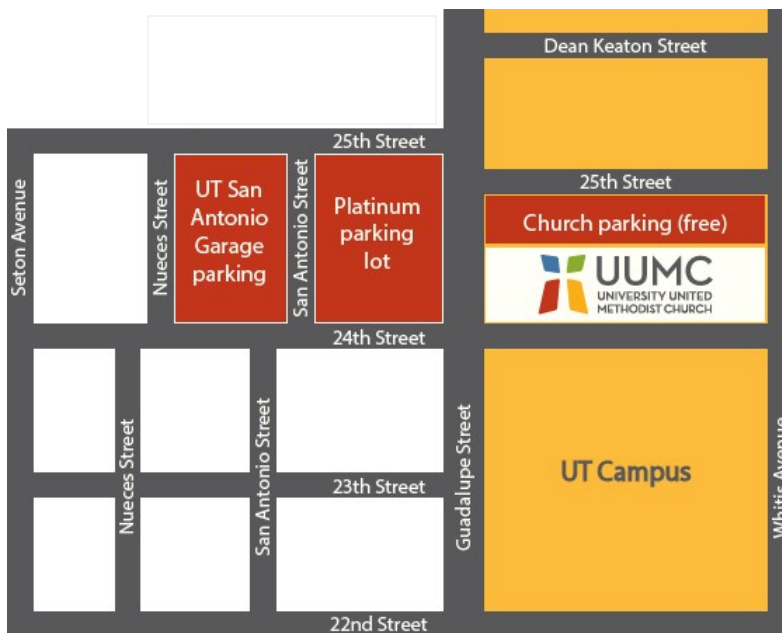 Dean Keaton Street
25th Street
25th Street
Seton Avenue
Nueces Street
UT San
Antonio
Garage
parking
San Antonio Street
Platinum
parking
lot
Church parking (free)
UUMC
UNIVERSITY UNITED
METHODIST CHURCH
24th Street
Nueces Street
San Antonio Street
23th Street
Guadalupe Street
UT Campus
Whitis Avenue
22nd Street